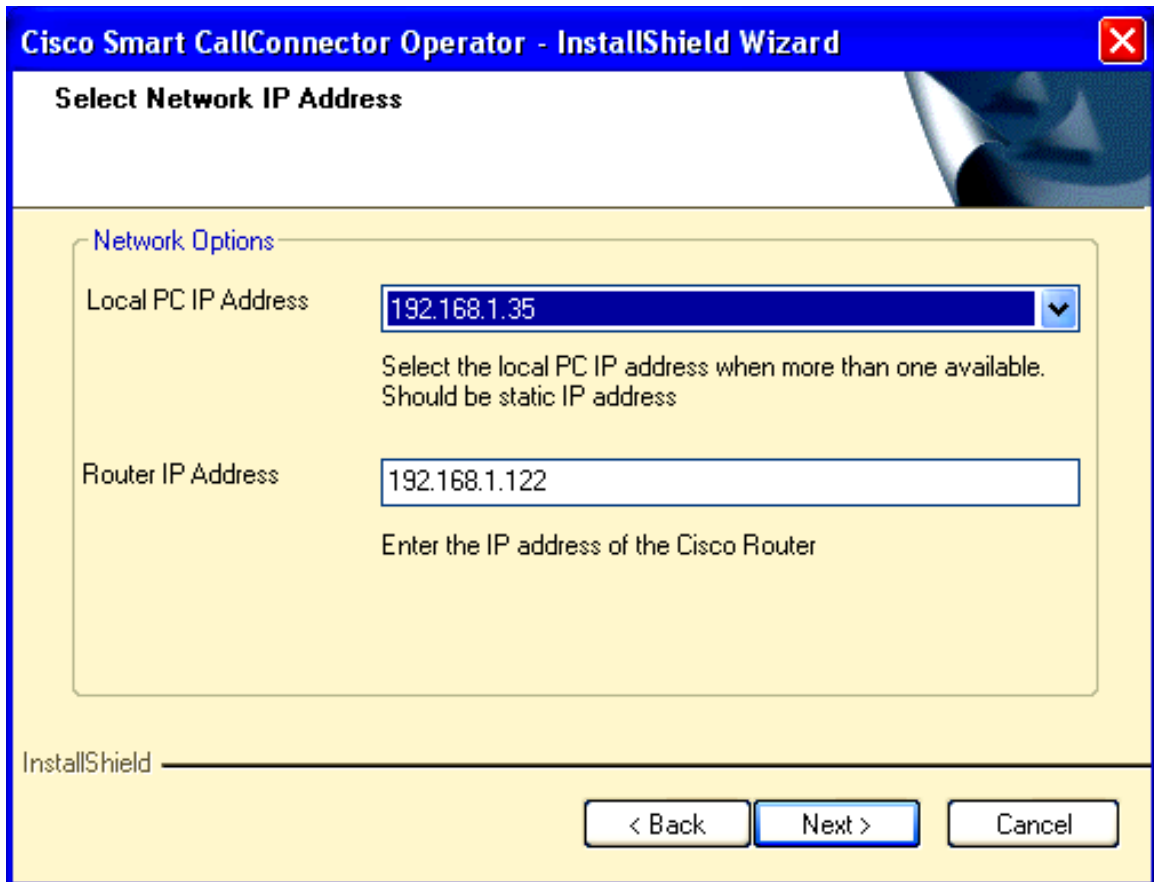 Cisco Smart CallConnector Operator - InstallShield Wizard
Select Network IP Address
Network Options
Local PC IP Address
192.168.1.35
Select the local PC IP address when more than one available.
Should be static IP address
Router IP Address
192.168.1.122
Enter the IP address of the Cisco Router
InstallShield
< Back
Next >
Cancel